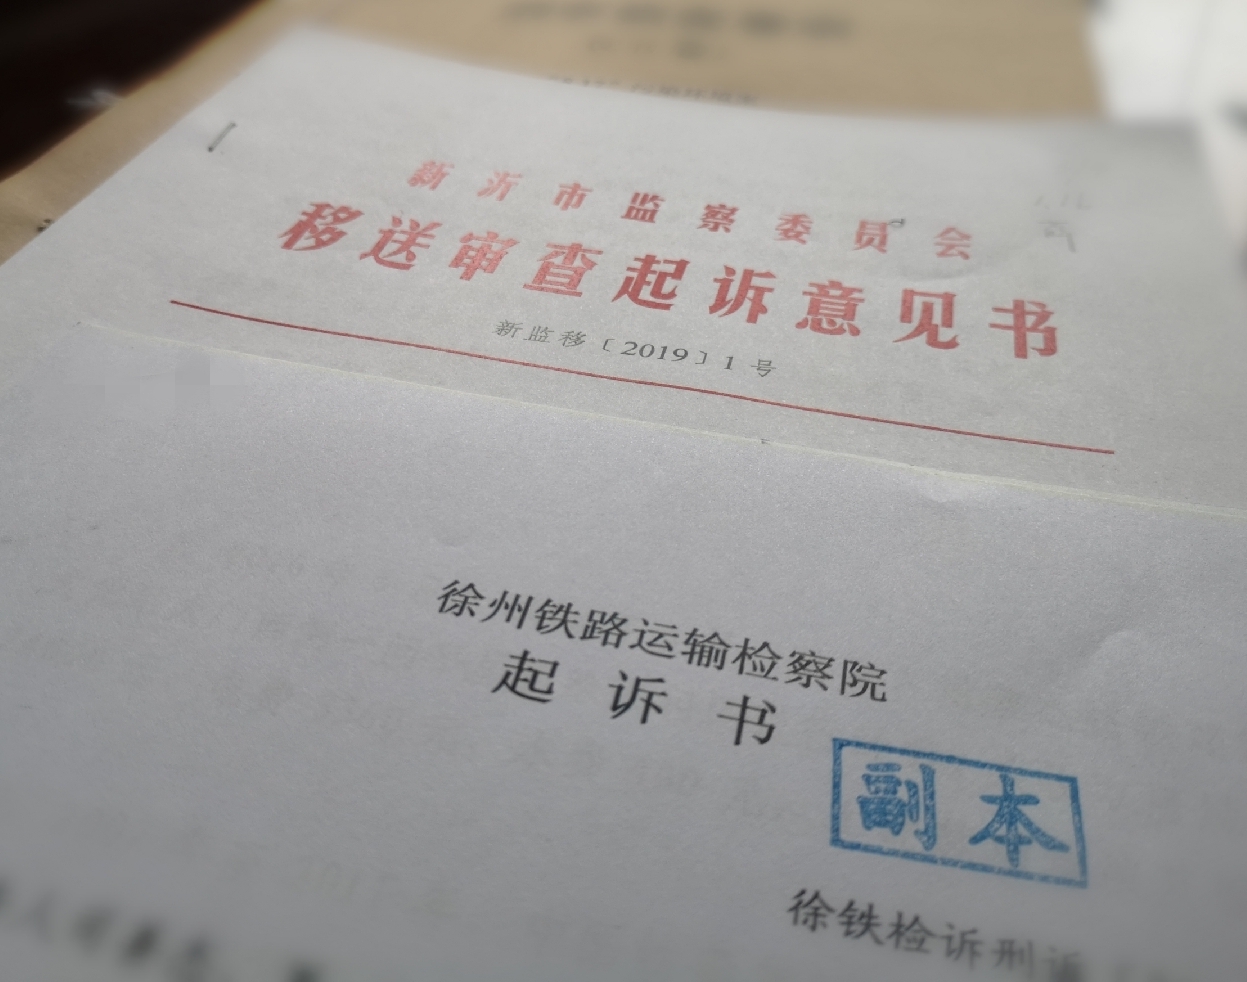 新沂市监察委员会
移送审查起诉意见书
新监移〔2019〕1号
徐州铁路运输检察院
起诉书
副本
徐铁检诉刑诉